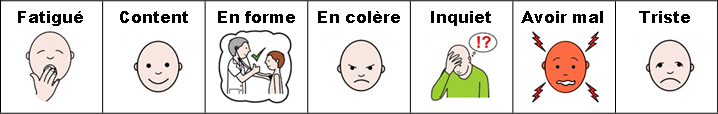 Fatigué
Content
En forme
En colère
Inquiet
Avoir mal
Triste
!?